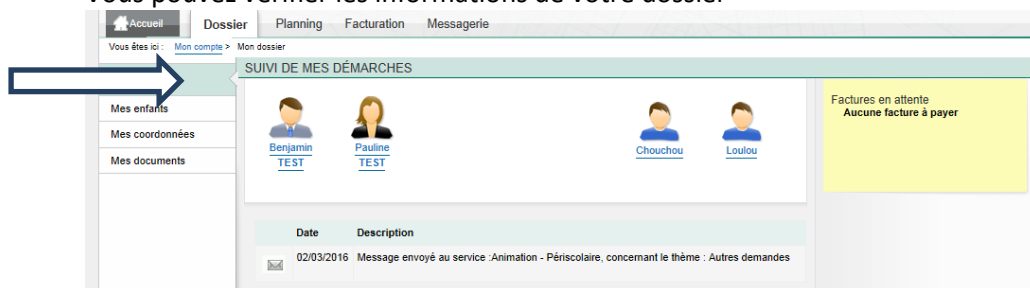 Vous pouvez vérifier les informations de votre dossier
Accueil Dossier Planning Facturation Messagerie
Vous êtes ici : Mon compte > Mon dossier
SUIVI DE MES DÉMARCHES
Mes enfants
Mes coordonnées
Mes documents
Benjamin
TEST
Pauline
TEST
Chouchou
Loulou
Factures en attente
Aucune facture à payer
Date Description
02/03/2016 Message envoyé au service :Animation - Périscolaire, concernant le thème : Autres demandes